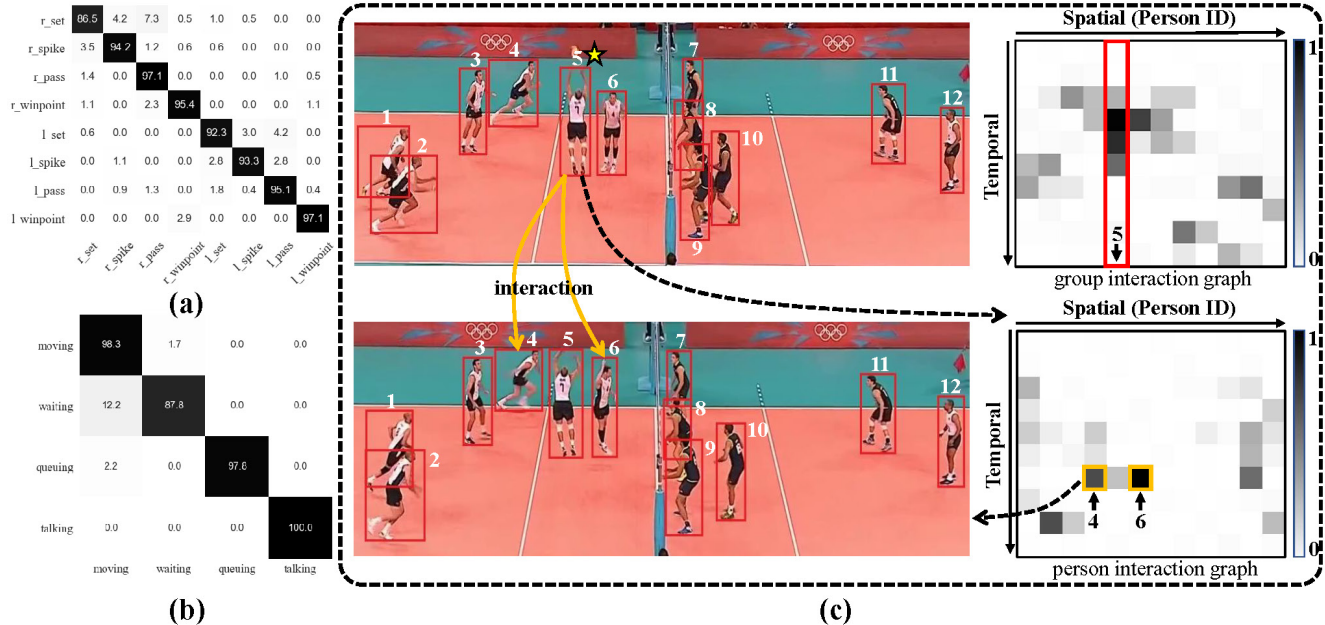 r_set 86.5 4.2 7.3 0.5 1.0 0.5 1.0 0.0
r_spike 3.5 94.2 1.2 0.6 0.6 0.0 0.0 0.0
r_pass 1.4 0.0 97.1 0.0 0.0 0.0 1.0 0.5
r_winpoint 1.1 0.0 2.3 95.4 0.0 0.0 0.0 1.1
l_set 0.6 0.0 0.0 0.0 92.3 3.0 4.2 0.0
l_spike 0.0 1.1 0.0 0.0 2.8 93.3 2.8 0.0
l_pass 0.0 0.9 1.3 0.0 1.8 0.4 95.1 0.4
l_winpoint 0.0 0.0 0.0 2.9 0.0 0.0 0.0 97.1
r_set r_spike r_pass r_winpoint l_set l_spike l_pass l_winpoint
(a)
moving 98.3 1.7 0.0 0.0
waiting 12.2 87.8 0.0 0.0
queuing 2.2 0.0 97.8 0.0
talking 0.0 0.0 0.0 100.0
moving waiting queuing talking
(b)
1 2 3 4 5 6 7 8 9 10 11 12
interaction
1 2 3 4 5 6 7 8 9 10 11 12
Spatial (Person ID)
Temporal
5
1
0
group interaction graph
Spatial (Person ID)
Temporal
4 6
1
0
person interaction graph
(c)